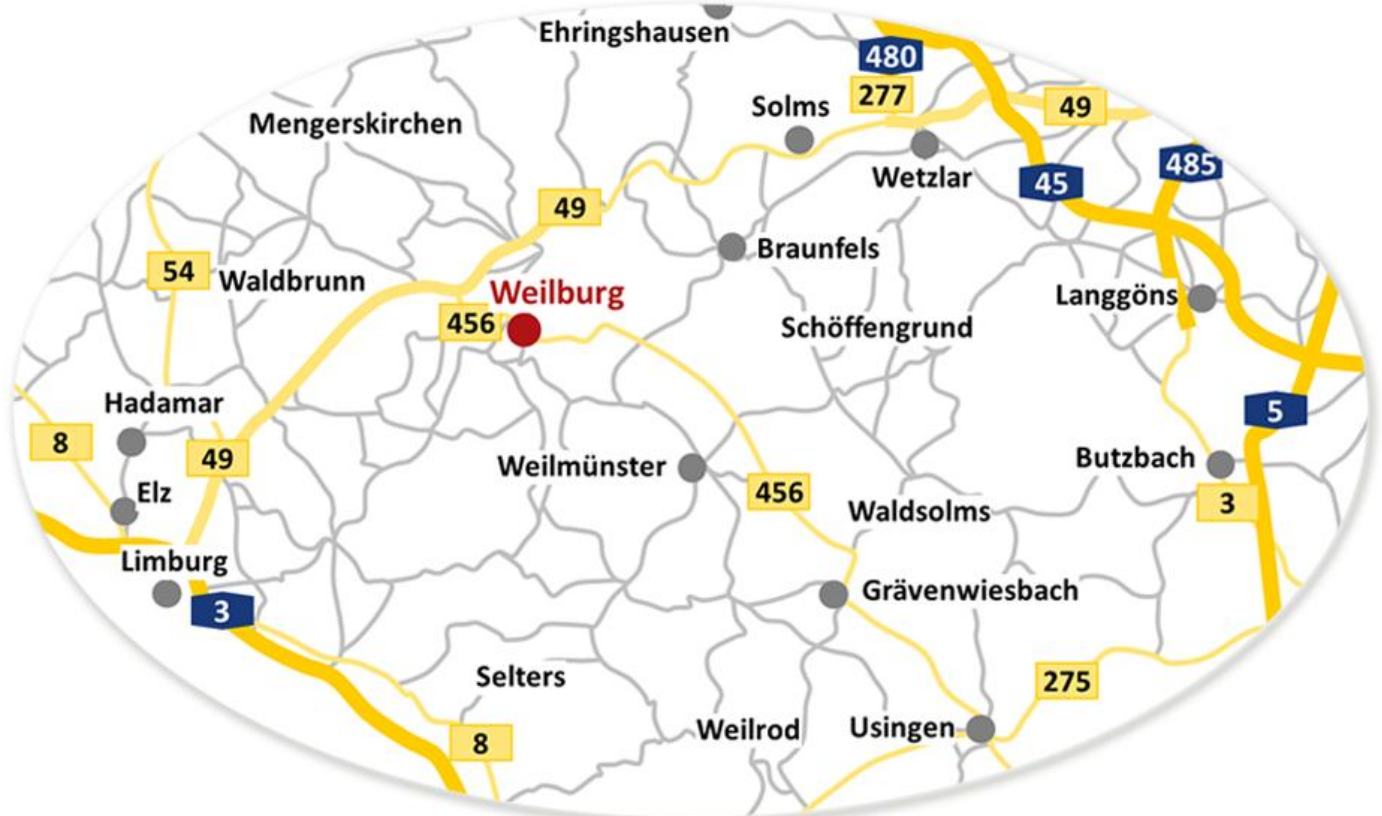 Ehringshausen
480
277
Solms
49
Mengerskirchen
485
Wetzlar
45
49
Braunfels
54
Waldbrunn
Weilburg
Langgöns
456
Schöffengrund
Hadamar
5
8
49
Butzbach
Weilmünster
Elz
456
3
Waldsolms
Limburg
Grävenwiesbach
3
Selters
275
Weilrod
Usingen
8